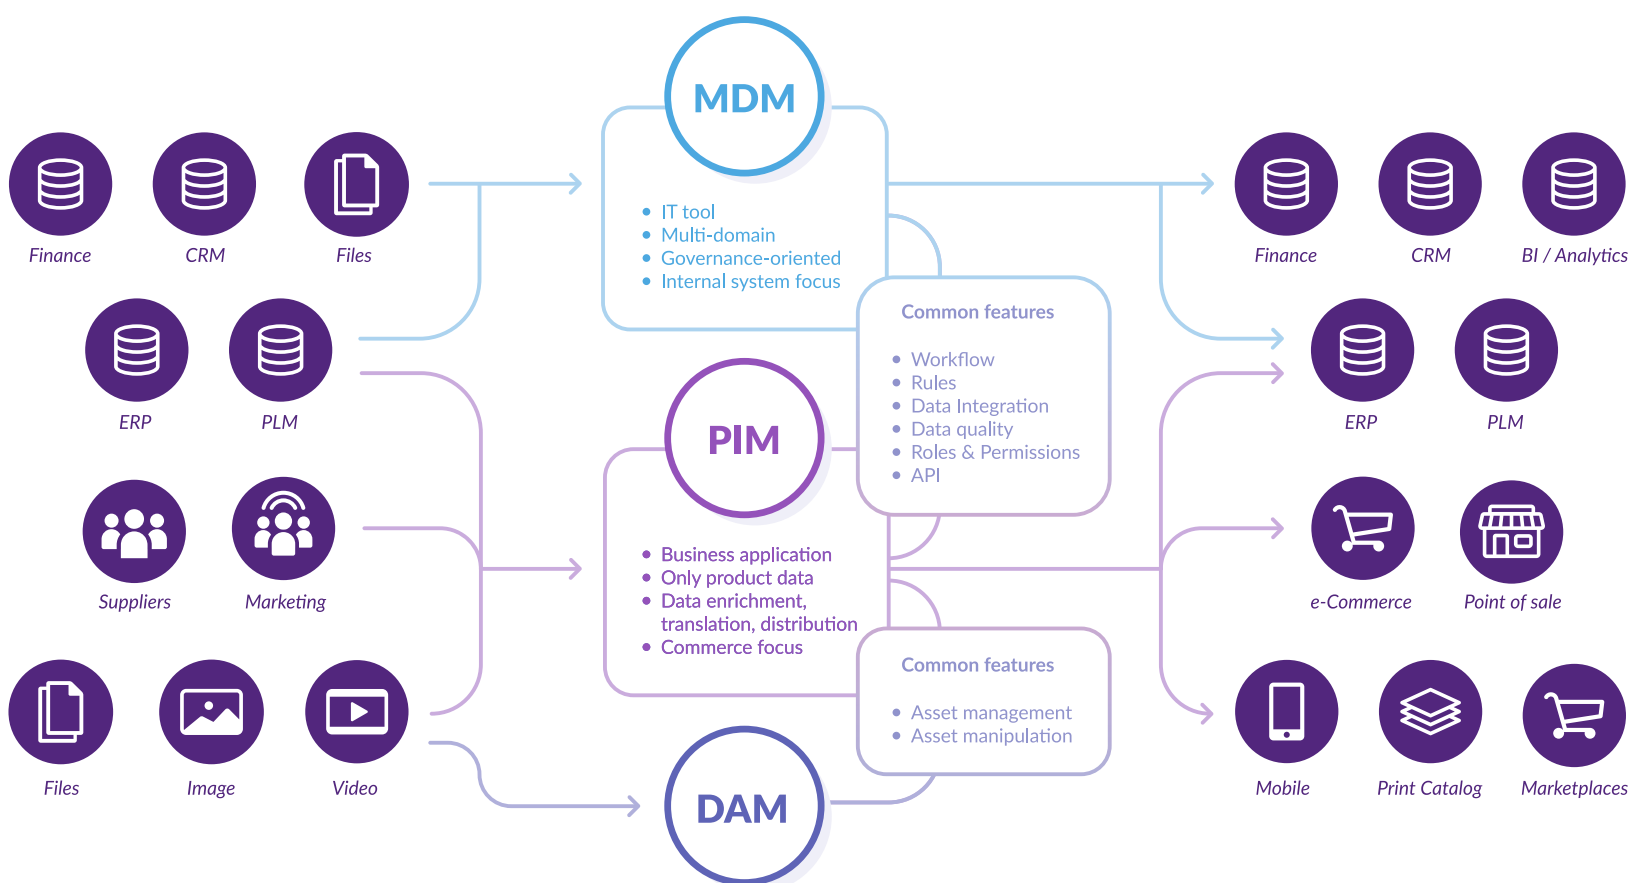 MDM
Finance
CRM
Files
IT tool
Multi-domain
Governance-oriented
Internal system focus
Finance
CRM
BI / Analytics
Common features
Workflow
Rules
Data Integration
Data quality
Roles & Permissions
API
ERP
PLM
PIM
ERP
PLM
Suppliers
Marketing
Business application
Only product data
Data enrichment,
translation, distribution
Commerce focus
e-Commerce
Point of sale
Common features
Asset management
Asset manipulation
Files
Image
Video
DAM
Mobile
Print Catalog
Marketplaces